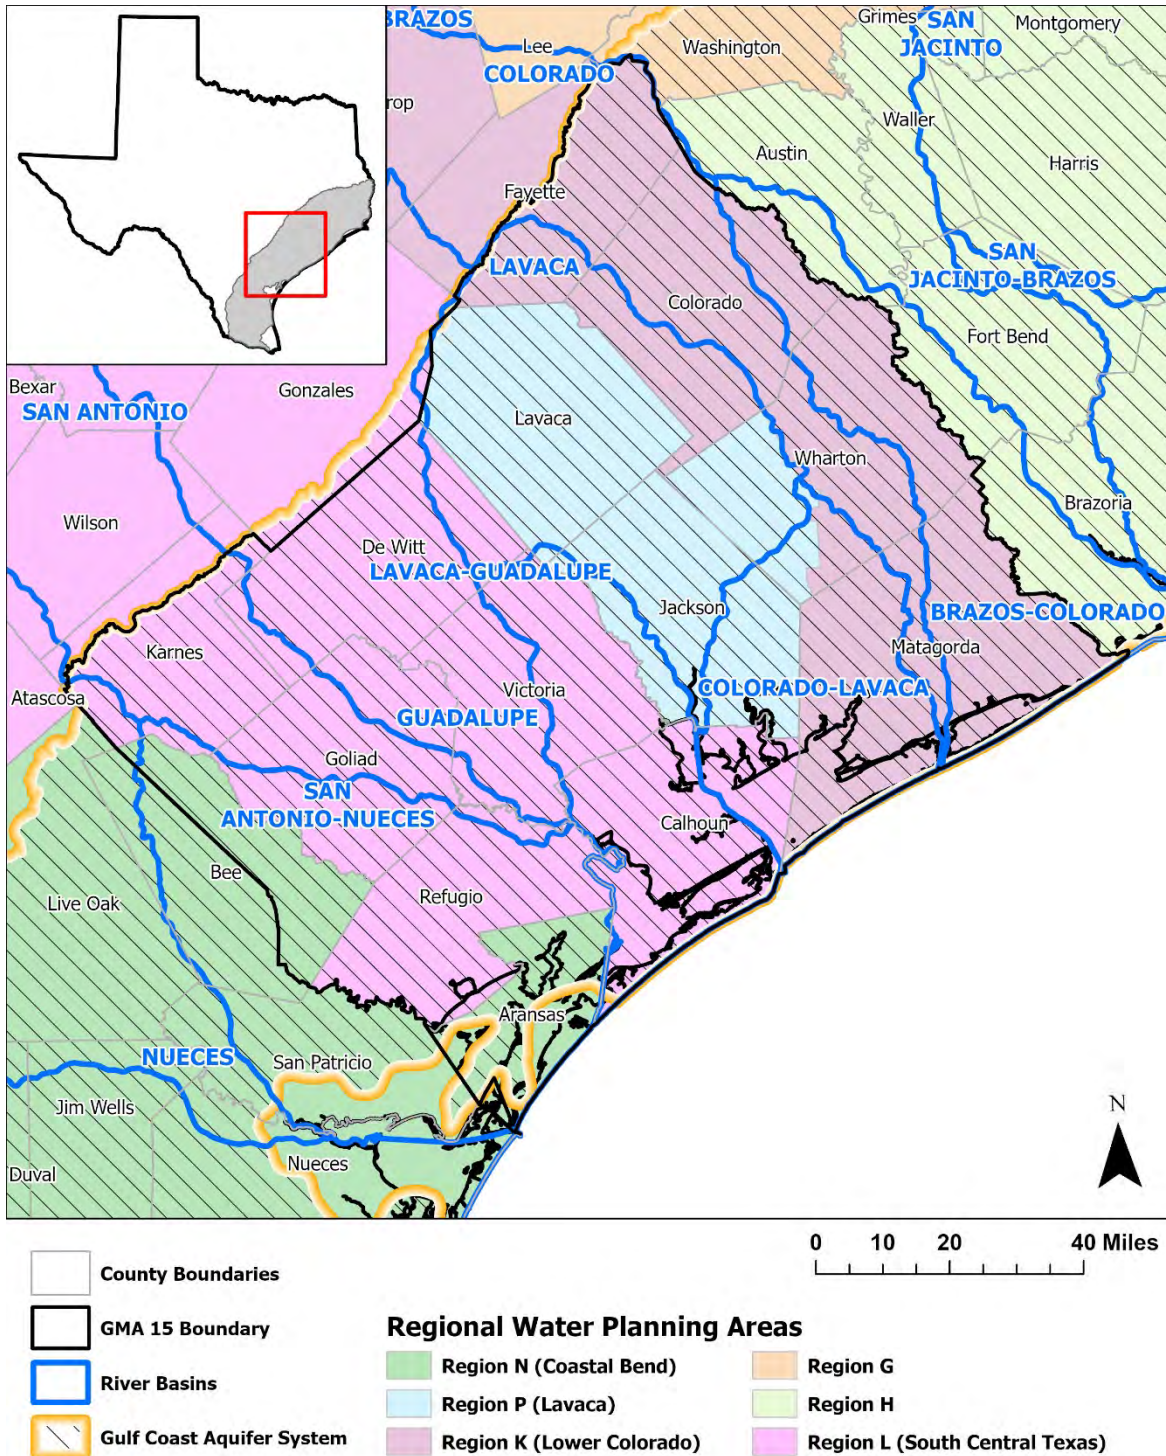 BRAZOS
Grimes
SAN
JACINTO
Montgomery
Lee
COLORADO
Washington
rop
Waller
Austin
Harris
Fayette
LAVACA
SAN
JACINTO-BRAZOS
Colorado
Fort Bend
Bexar
Gonzales
SAN ANTONIO
Lavaca
Wharton
Brazoria
Wilson
De Witt
LAVACA-GUADALUPE
Jackson
BRAZOS-COLORADO
Karnes
Matagorda
Atascosa
Victoria
COLORADO-LAVACA
GUADALUPE
Goliad
SAN
ANTONIO-NUECES
Calhoun
Bee
Live Oak
Refugio
Aransas
NUECES
San Patricio
Jim Wells
N
Nueces
Duval
0 10 20 40 Miles
County Boundaries
GMA 15 Boundary
River Basins
Gulf Coast Aquifer System
Regional Water Planning Areas
Region N (Coastal Bend)
Region P (Lavaca)
Region K (Lower Colorado)
Region G
Region H
Region L (South Central Texas)